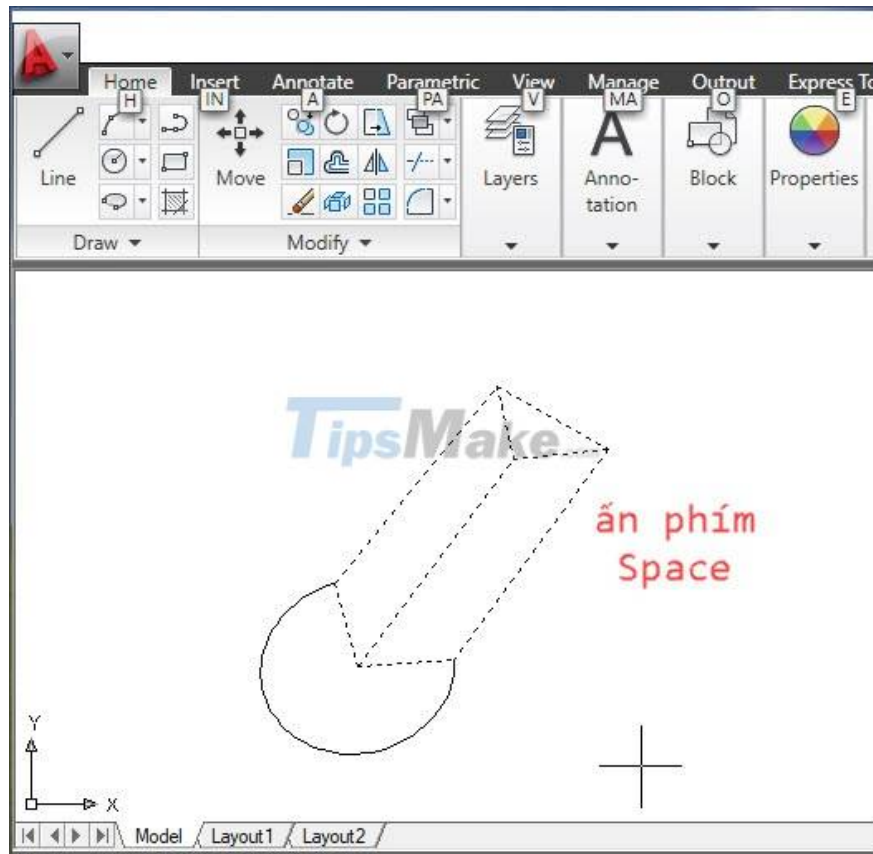 Home Insert Annotate Parametric View Manage Output Express To
H IN A PA V MA O E
Line Move Layers Anno- Block Properties
tation
Draw Modify
TipsMake
ấn phím
Space
Y
X
Model Layout1 Layout2